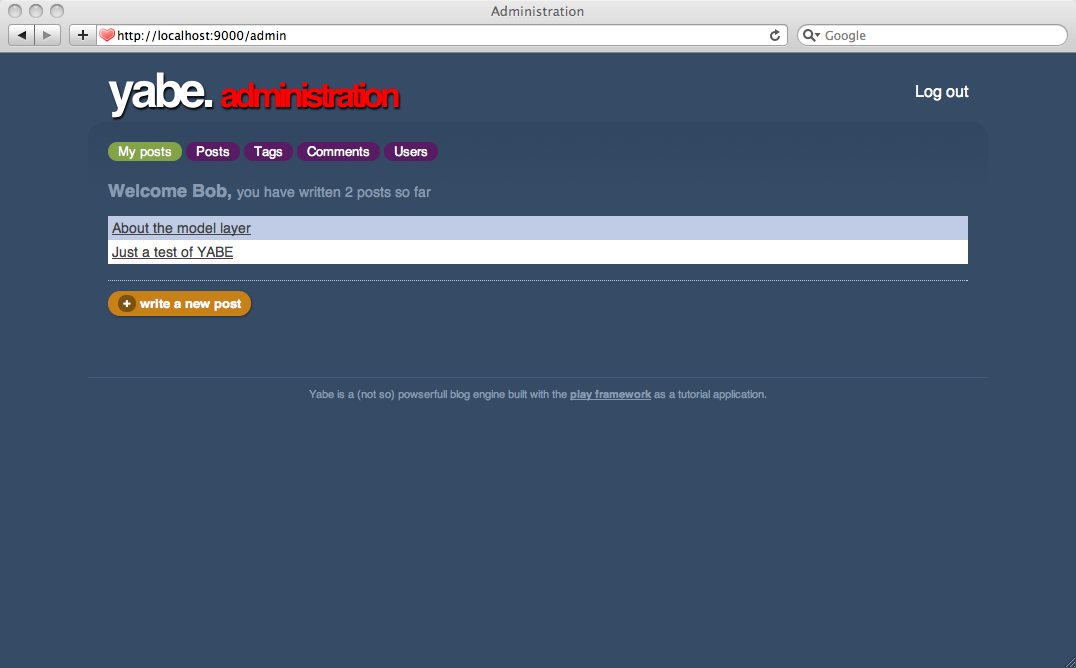 Administration
http://localhost:9000/admin
Google
yabe. administration
Log out
My posts Posts Tags Comments Users
Welcome Bob, you have written 2 posts so far
About the model layer
Just a test of YABE
+ write a new post
Yabe is a (not so) powserfull blog engine built with the play framework as a tutorial application.